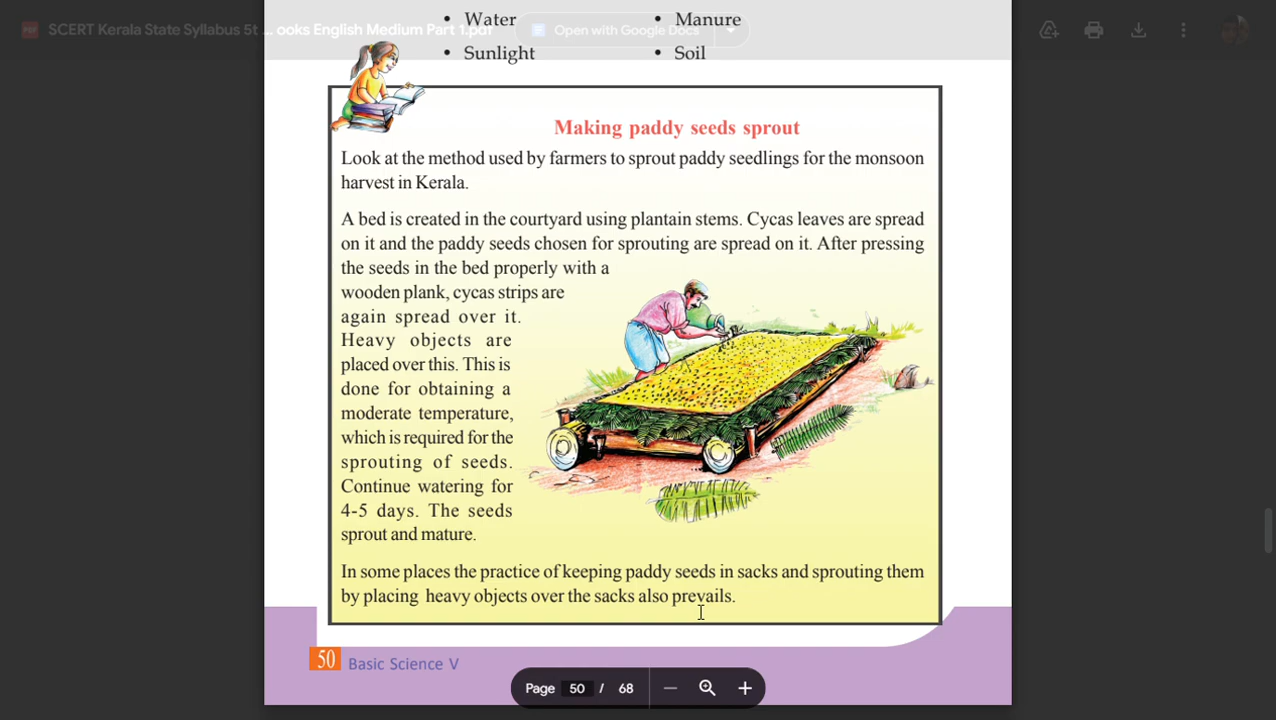 SCERT Kerala State Syllabus 5t ... ooks English Medium Part 1.pdf
Open with Google Docs
• Water • Manure
• Sunlight • Soil
Making paddy seeds sprout
Look at the method used by farmers to sprout paddy seedlings for the monsoon
harvest in Kerala.
A bed is created in the courtyard using plantain stems. Cycas leaves are spread
on it and the paddy seeds chosen for sprouting are spread on it. After pressing
the seeds in the bed properly with a
wooden plank, cycas strips are
again spread over it.
Heavy objects are
placed over this. This is
done for obtaining a
moderate temperature,
which is required for the
sprouting of seeds.
Continue watering for
4-5 days. The seeds
sprout and mature.
In some places the practice of keeping paddy seeds in sacks and sprouting them
by placing heavy objects over the sacks also prevails.
50 Basic Science V
Page 50 / 68